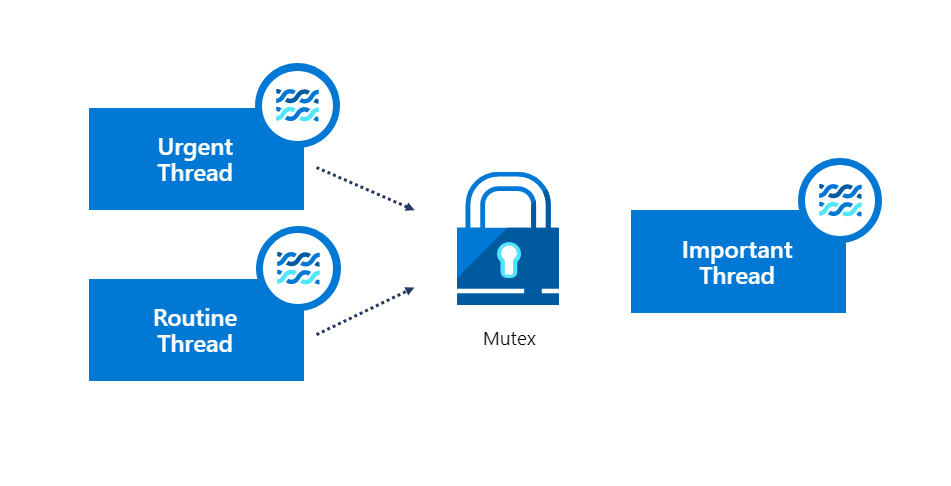 Urgent
Thread
Routine
Thread
Mutex
Important
Thread